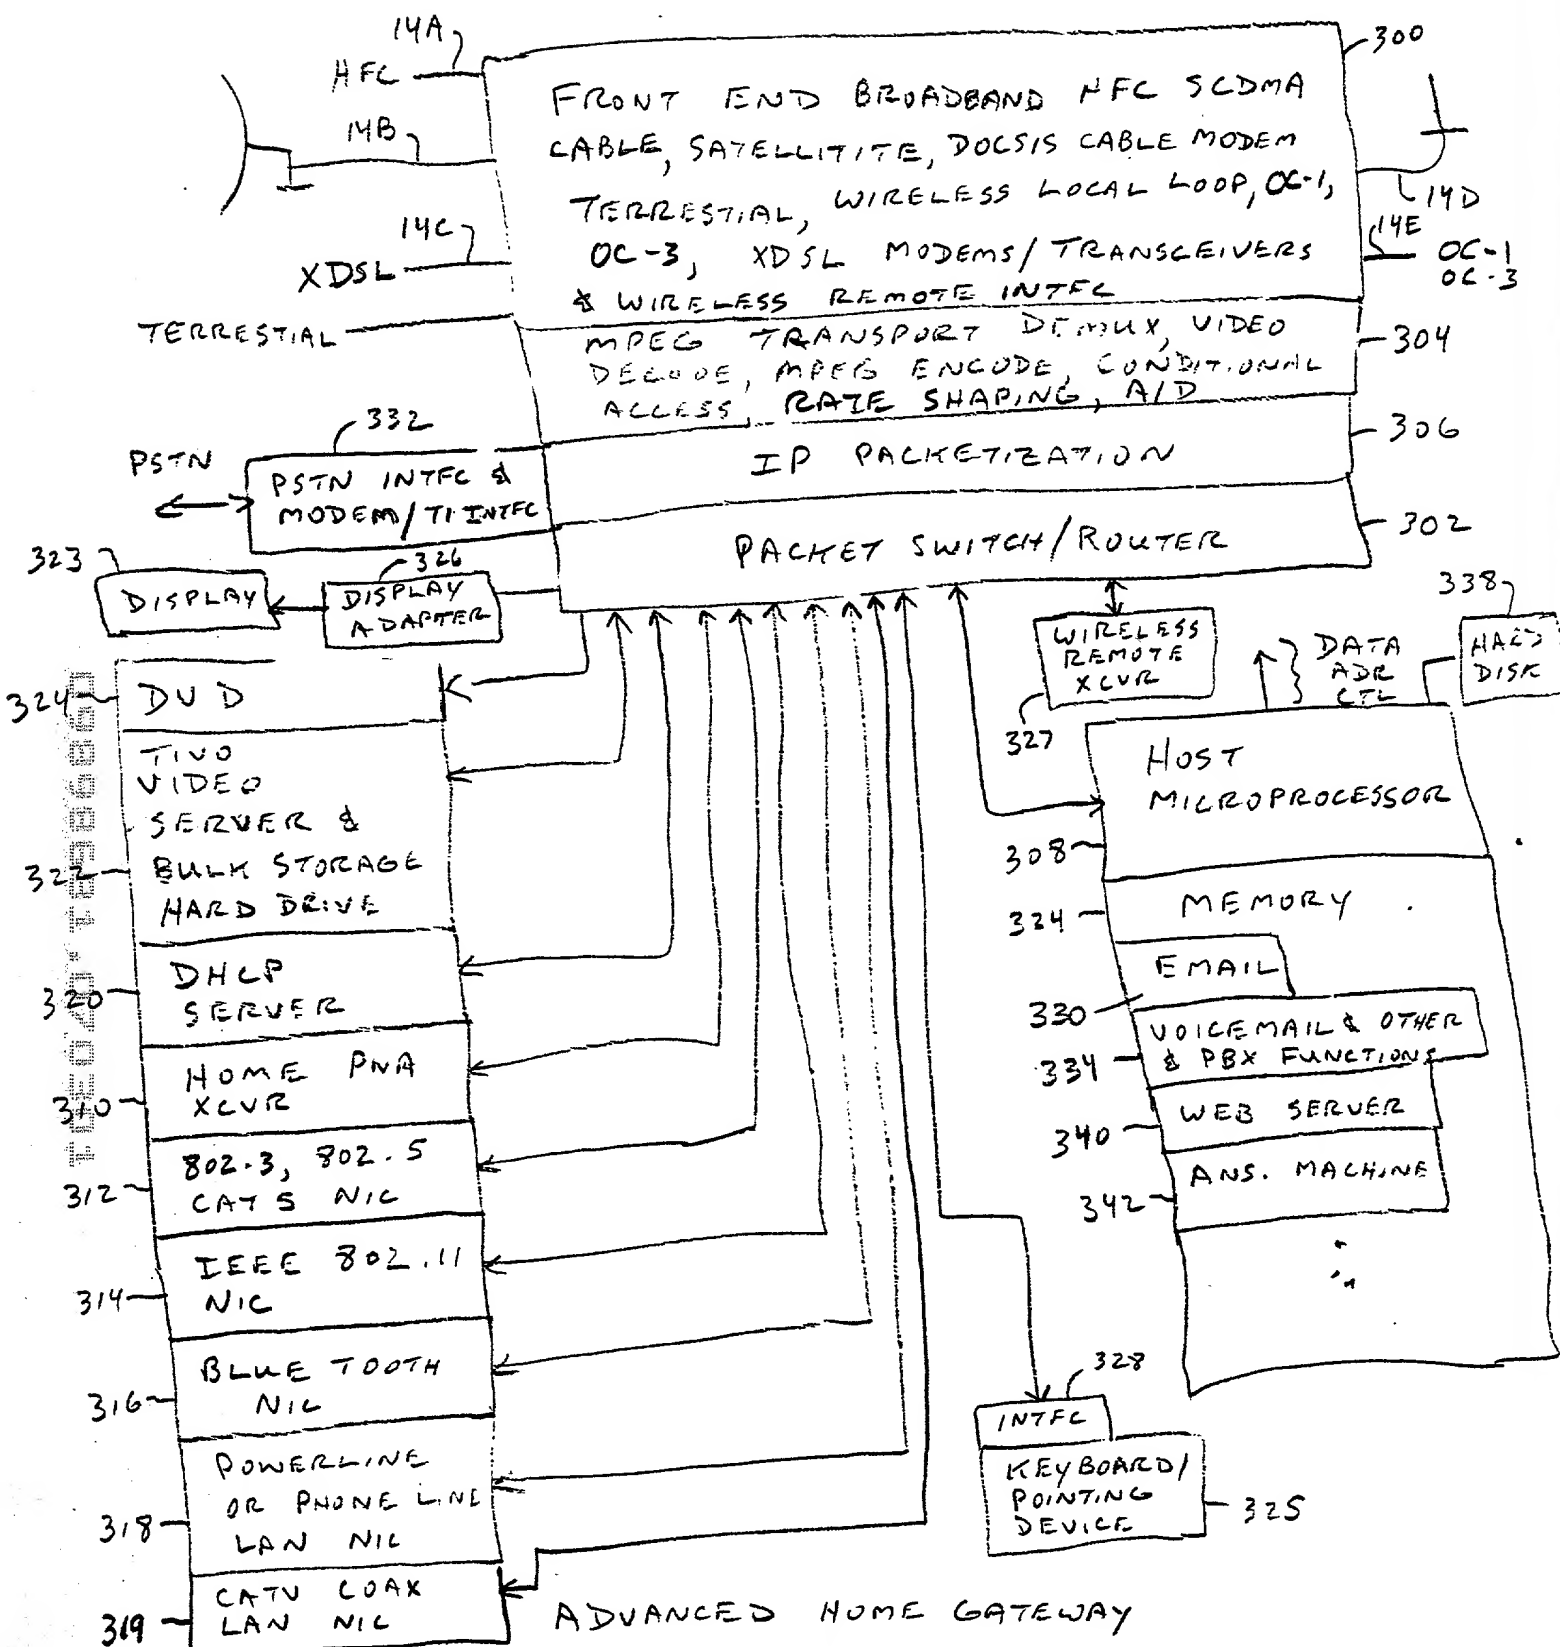 14A
HFC
300
FRONT END BROADBAND HFC SCDMA
CABLE, SATELLITITE, DOCSIS CABLE MODEM
TERRESTIAL, WIRELESS LOCAL LOOP, OC-1,
OC-3, XDSL MODEMS/TRANSCEIVERS
& WIRELESS REMOTE INTFC
14B
14C
XDSL
14D
14E
OC-1
OC-3
TERRESTIAL
MPEG TRANSPORT DEMUX, VIDEO
DECODE, MPEG ENCODE, CONDITIONAL
ACCESS, RATE SHAPING, A/D
304
332
PSTN
PSTN INTFC &
MODEM/T1 INTFC
IP PACKETIZATION
306
PACKET SWITCH/ROUTER
302
323
DISPLAY
326
DISPLAY
ADAPTER
WIRELESS
REMOTE
XCVR
327
DATA
ADR
CTL
338
HARD
DISK
324
DVD
TIVO
VIDEO
SERVER &
BULK STORAGE
HARD DRIVE
322
DHCP
SERVER
320
HOME PNA
XCVR
310
802.3, 802.5
CAT 5 NIC
312
IEEE 802.11
NIC
314
BLUE TOOTH
NIC
316
POWERLINE
OR PHONE LINE
LAN NIC
318
CATV COAX
LAN NIC
319
HOST
MICROPROCESSOR
308
MEMORY
324
EMAIL
330
VOICEMAIL & OTHER
& PBX FUNCTIONS
334
WEB SERVER
340
ANS. MACHINE
342
328
INTFC
KEYBOARD/
POINTING
DEVICE
325
ADVANCED HOME GATEWAY